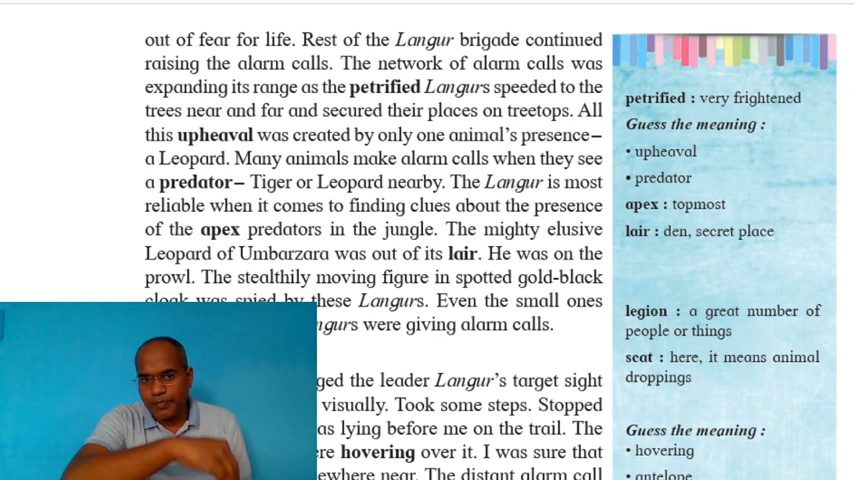 out of fear for life. Rest of the Langur brigade continued
raising the alarm calls. The network of alarm calls was
expanding its range as the petrified Langurs speeded to the
trees near and far and secured their places on treetops. All
this upheaval was created by only one animal's presence–
a Leopard. Many animals make alarm calls when they see
a predator– Tiger or Leopard nearby. The Langur is most
reliable when it comes to finding clues about the presence
of the apex predators in the jungle. The mighty elusive
Leopard of Umbarzara was out of its lair. He was on the
prowl. The stealthily moving figure in spotted gold-black
cloak was spied by these Langurs. Even the small ones
were giving alarm calls.
the leader Langur's target sight
visually. Took some steps. Stopped
lying before me on the trail. The
hovering over it. I was sure that
near. The distant alarm call
petrified : very frightened
Guess the meaning :
• upheaval
• predator
apex : topmost
lair : den, secret place
legion : a great number of
people or things
scat : here, it means animal
droppings
Guess the meaning :
• hovering
• antelope